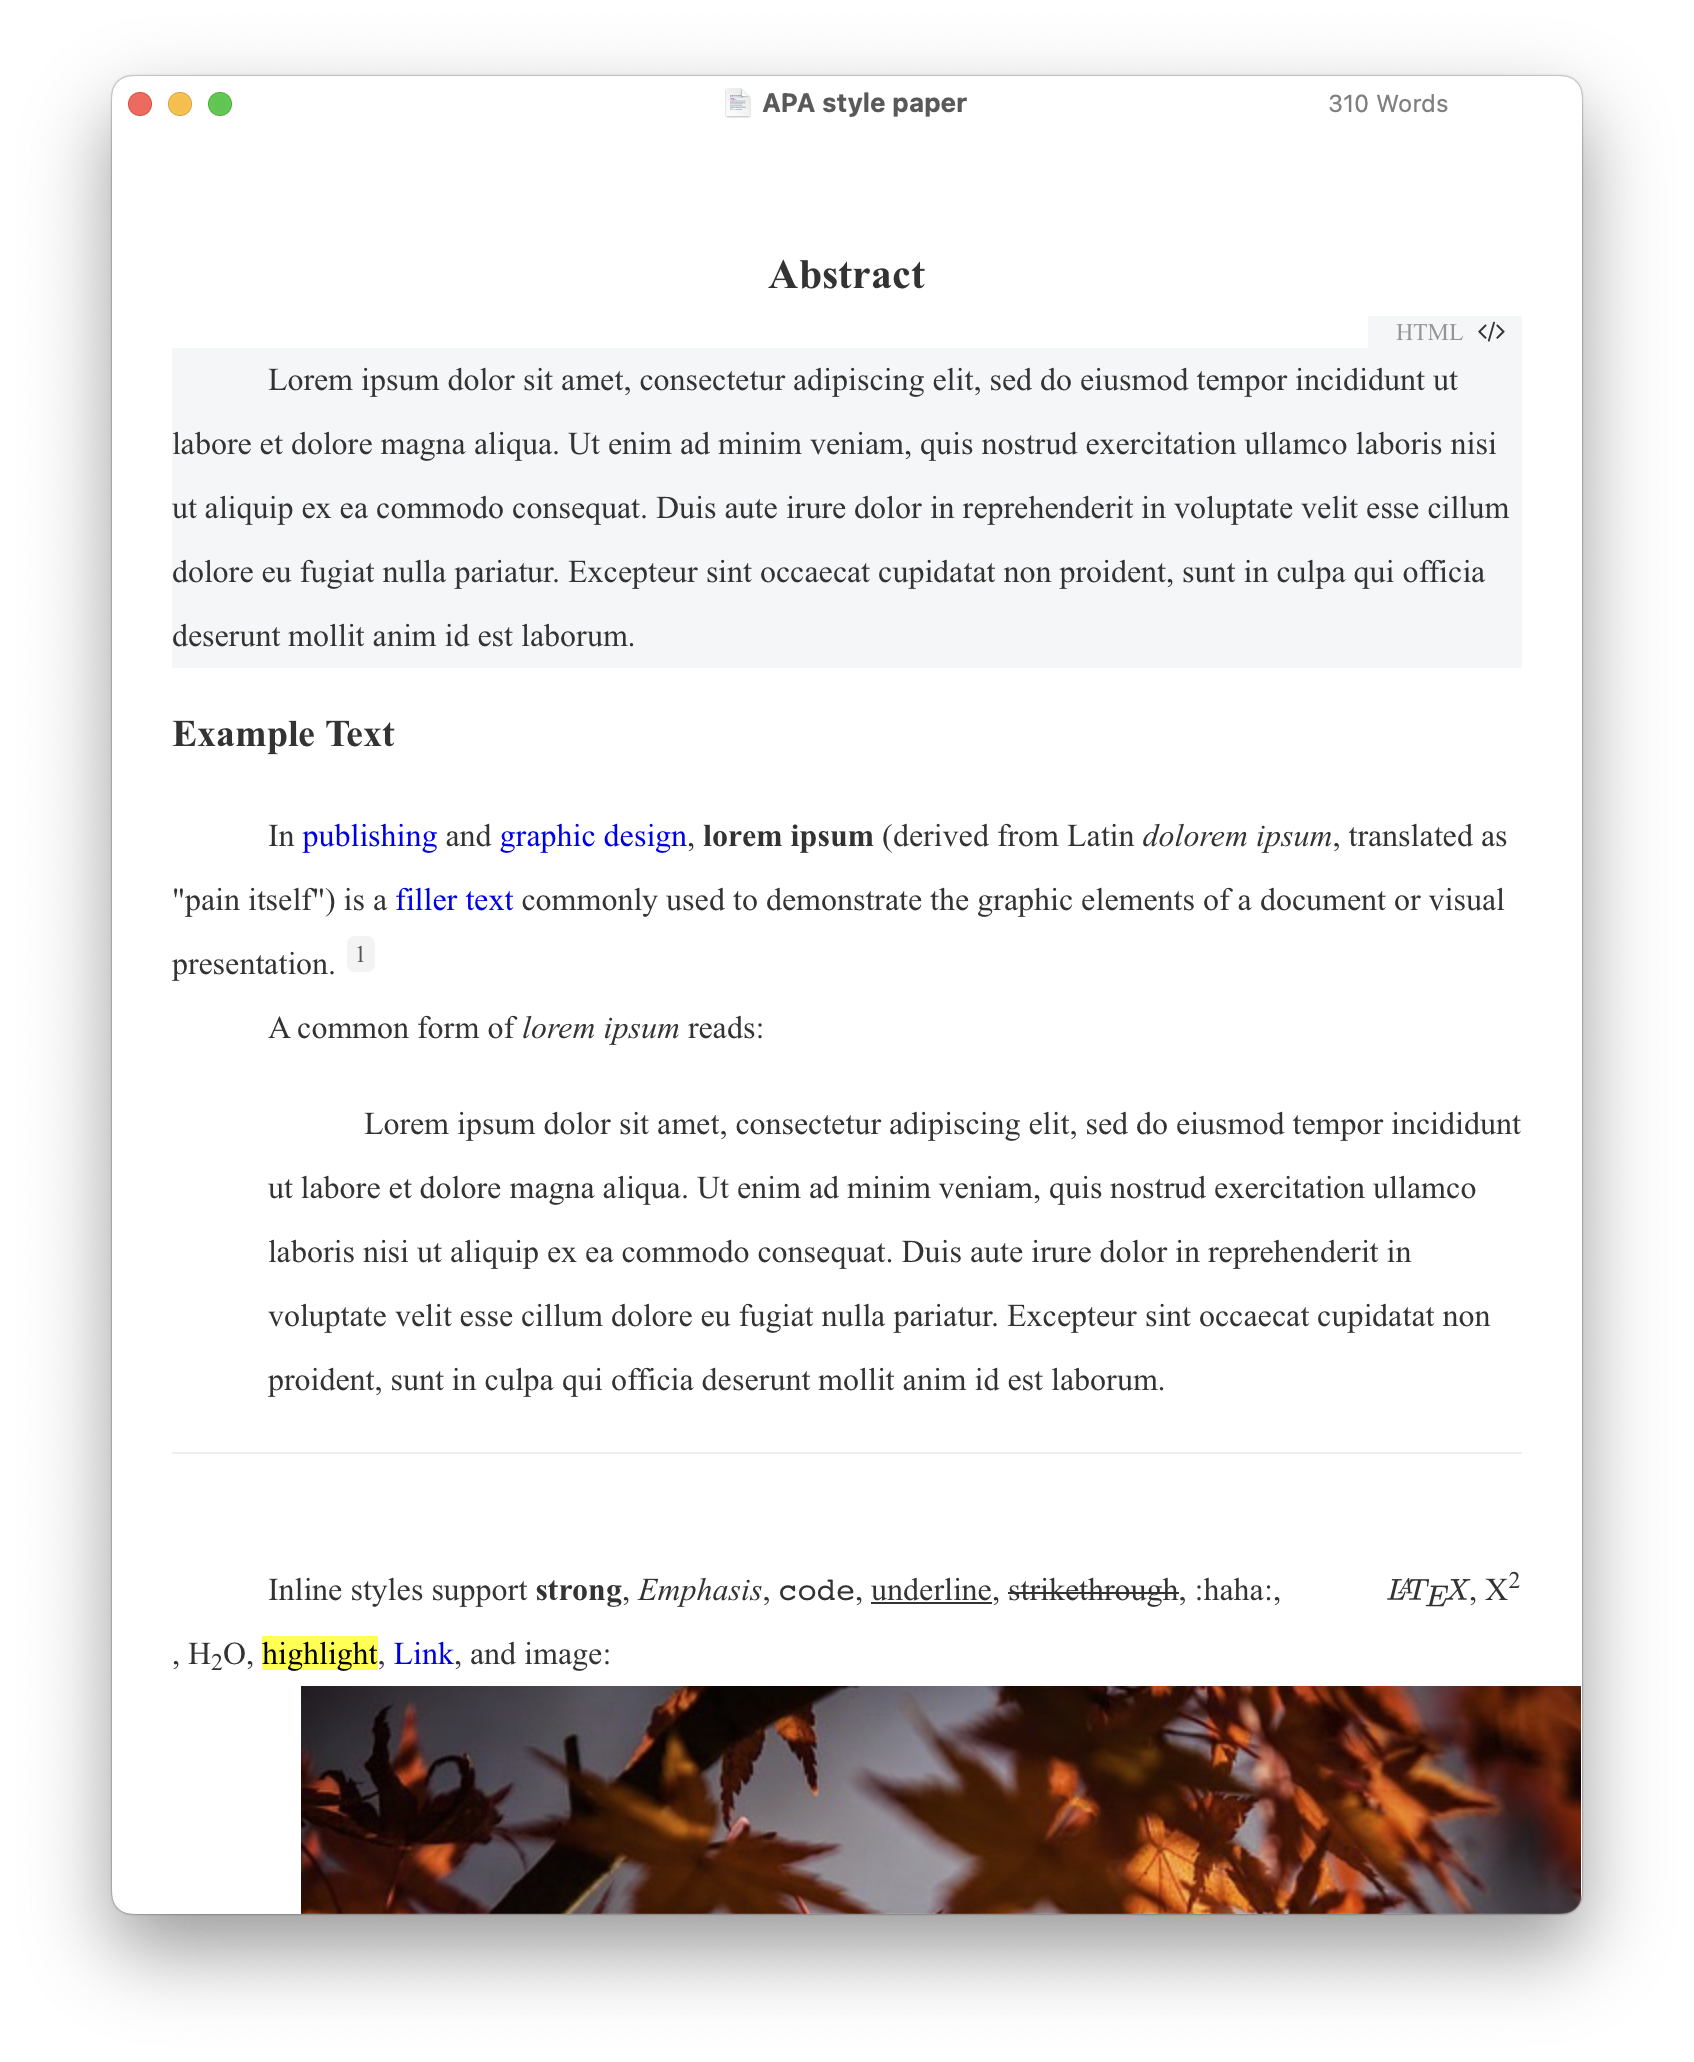 APA style paper
310 Words
Abstract
HTML </>
Lorem ipsum dolor sit amet, consectetur adipiscing elit, sed do eiusmod tempor incididunt ut
labore et dolore magna aliqua. Ut enim ad minim veniam, quis nostrud exercitation ullamco laboris nisi
ut aliquip ex ea commodo consequat. Duis aute irure dolor in reprehenderit in voluptate velit esse cillum
dolore eu fugiat nulla pariatur. Excepteur sint occaecat cupidatat non proident, sunt in culpa qui officia
deserunt mollit anim id est laborum.
Example Text
In publishing and graphic design, lorem ipsum (derived from Latin dolorem ipsum, translated as
"pain itself") is a filler text commonly used to demonstrate the graphic elements of a document or visual
presentation. 1
A common form of lorem ipsum reads:
Lorem ipsum dolor sit amet, consectetur adipiscing elit, sed do eiusmod tempor incididunt
ut labore et dolore magna aliqua. Ut enim ad minim veniam, quis nostrud exercitation ullamco
laboris nisi ut aliquip ex ea commodo consequat. Duis aute irure dolor in reprehenderit in
voluptate velit esse cillum dolore eu fugiat nulla pariatur. Excepteur sint occaecat cupidatat non
proident, sunt in culpa qui officia deserunt mollit anim id est laborum.
Inline styles support strong, Emphasis, code, underline, strikethrough, :haha:, LATEX, X²
, H₂O, highlight, Link, and image: